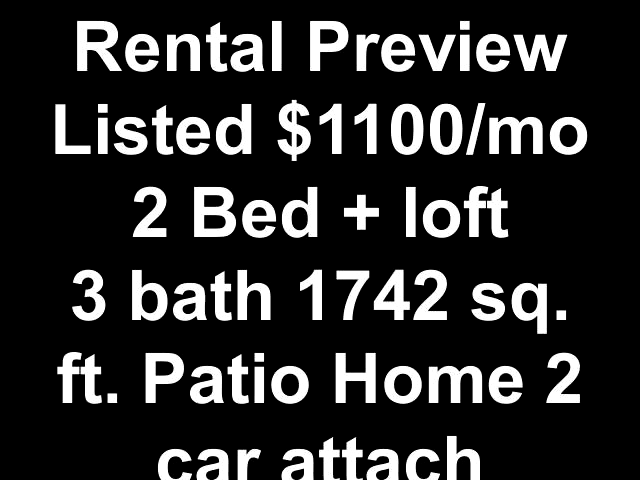 Rental Preview
Listed $1100/mo
2 Bed + loft
3 bath 1742 sq.
ft. Patio Home 2
car attach